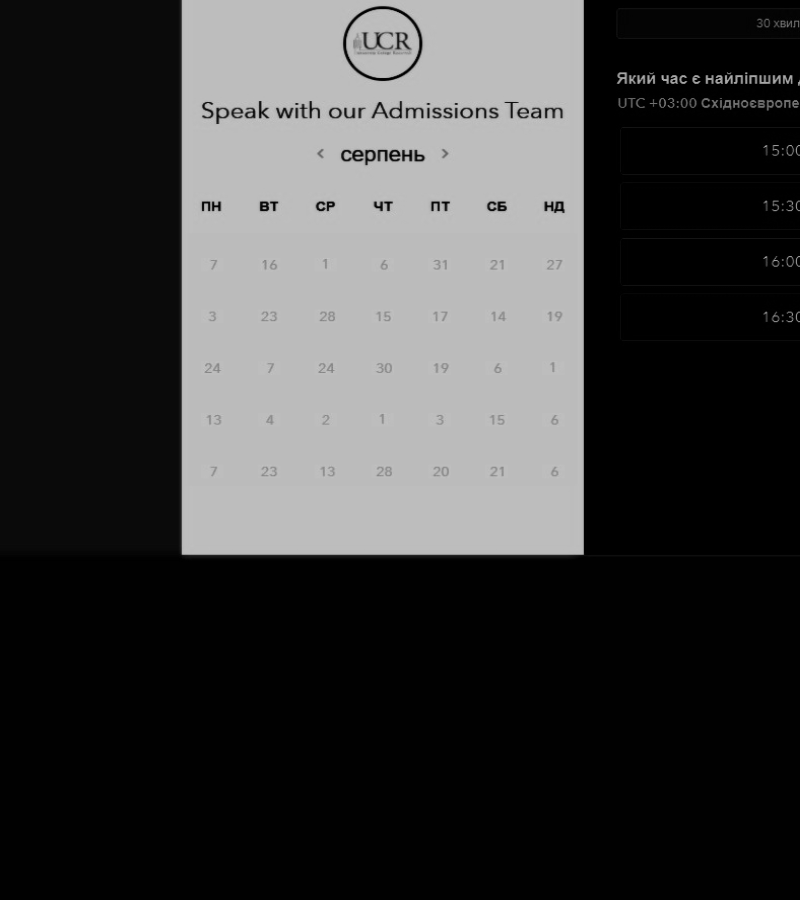 UCR
Speak with our Admissions Team
серпень
ПН ВТ СР ЧТ ПТ СБ НД
7 16 1 6 31 21 27
3 23 28 15 17 14 19
24 7 24 30 19 6 1
13 4 2 1 3 15 6
7 23 13 28 20 21 6
30 хвил
Який час є найліпшим
UTC +03:00 Східноєвропе
15:00
15:30
16:00
16:30